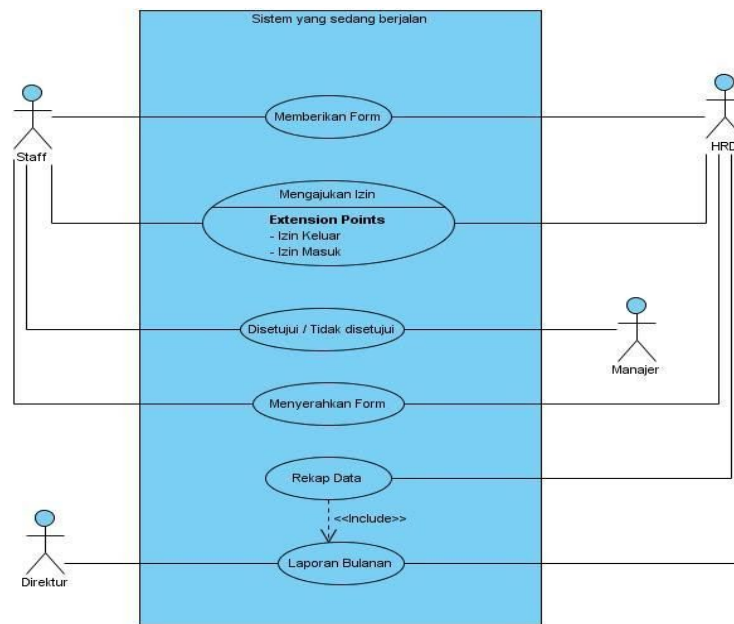 Sistem yang sedang berjalan
Memberikan Form
Staff
HRD
Mengajukan Izin
Extension Points
- Izin Keluar
- Izin Masuk
Disetujui / Tidak disetujui
Manajer
Menyerahkan Form
Rekap Data
<<Include>>
Laporan Bulanan
Direktur